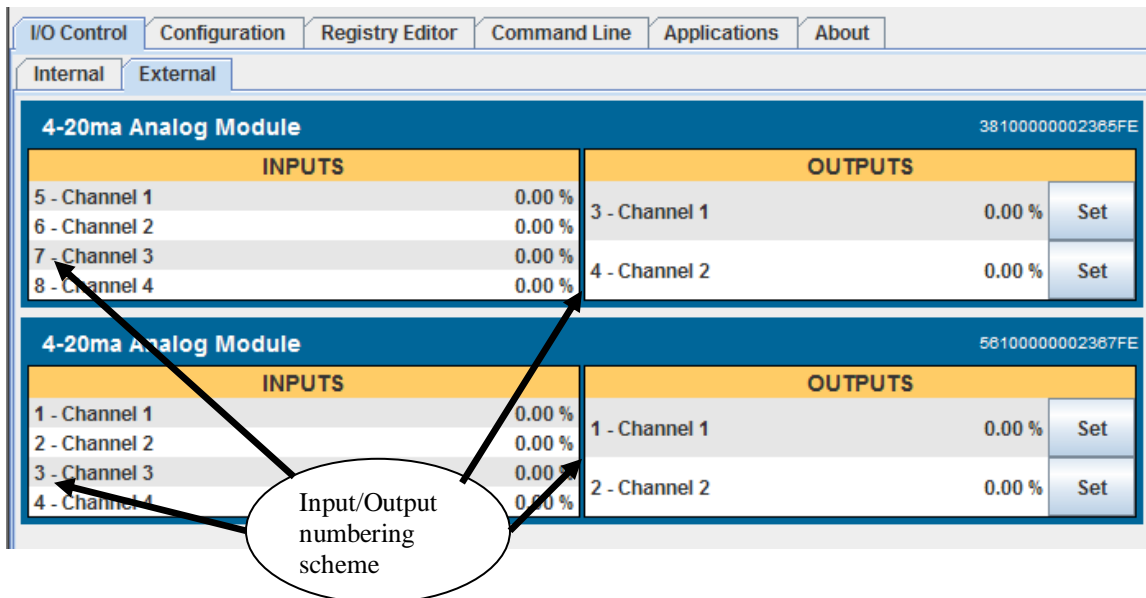 I/O Control Configuration Registry Editor Command Line Applications About
Internal External
4-20ma Analog Module 38100000002365FE
INPUTS OUTPUTS
5 - Channel 1 0.00 %
6 - Channel 2 0.00 %
3 - Channel 1 0.00 % Set
7 - Channel 3 0.00 %
8 - Channel 4 0.00 %
4 - Channel 2 0.00 % Set
4-20ma Analog Module 56100000002367FE
INPUTS OUTPUTS
1 - Channel 1 0.00 %
2 - Channel 2 0.00 %
1 - Channel 1 0.00 % Set
3 - Channel 3 0.00 %
4 - Channel 4 0.00 %
2 - Channel 2 0.00 % Set
Input/Output
numbering
scheme